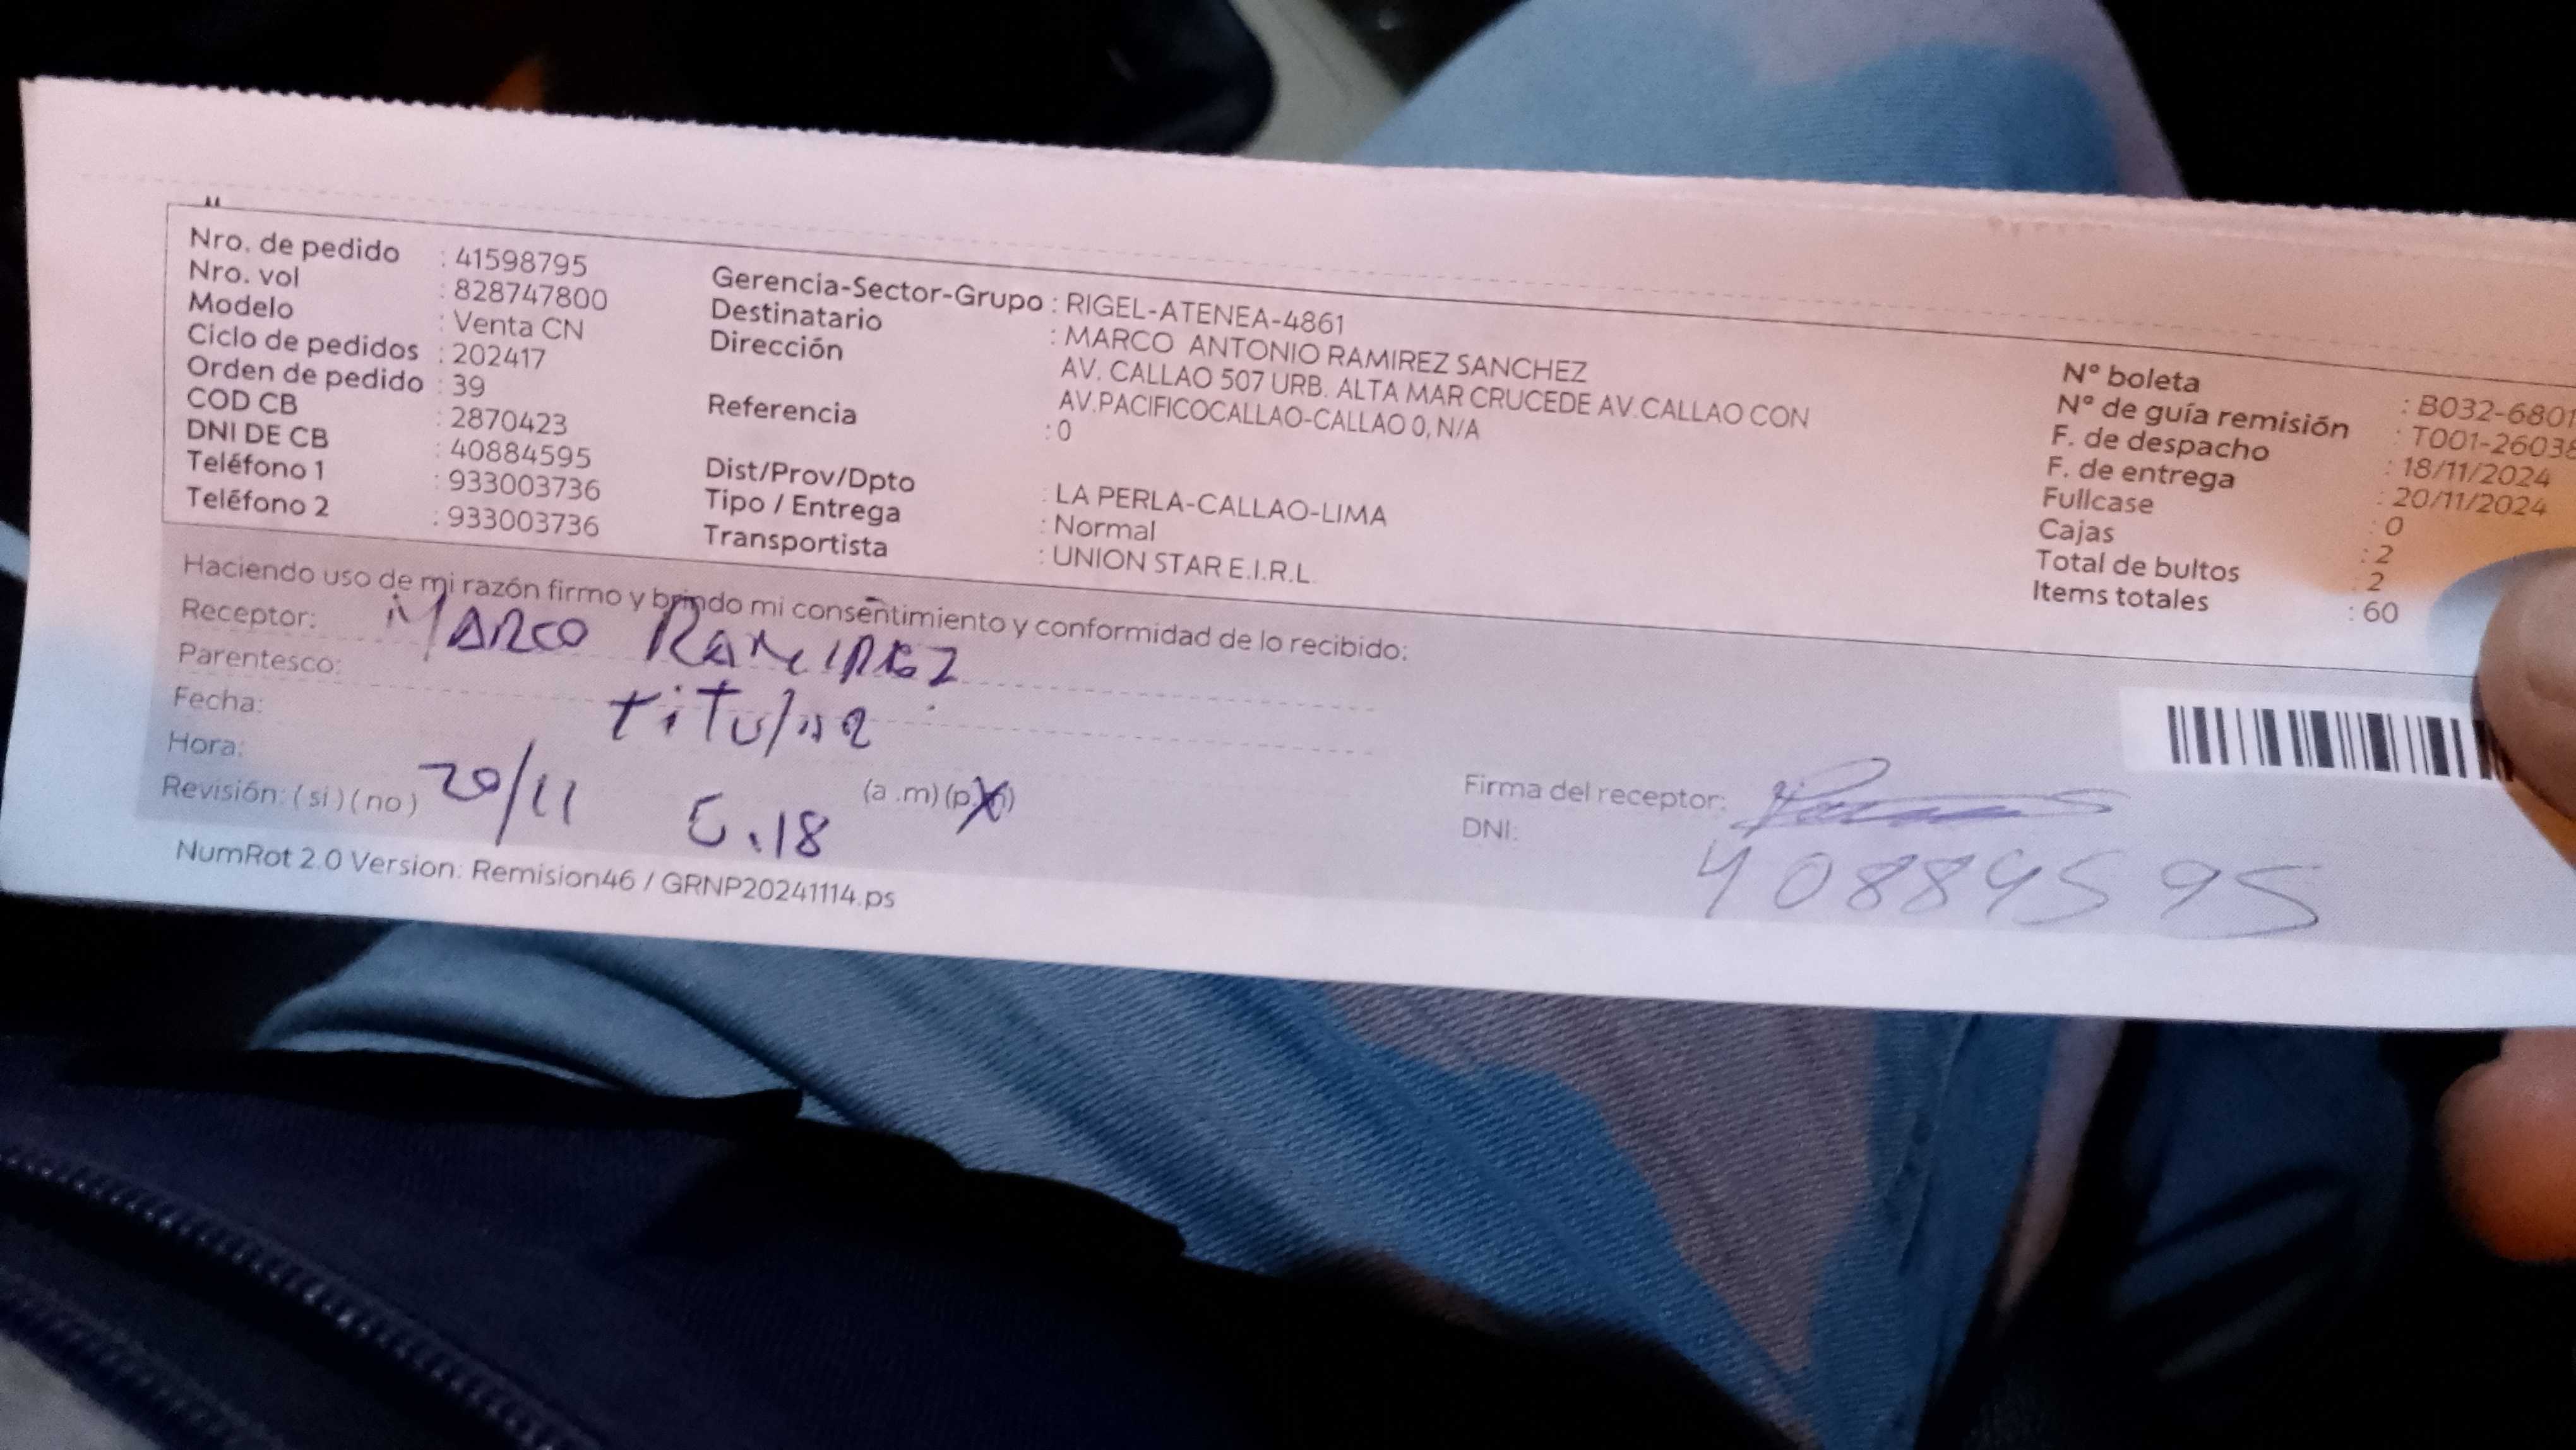 Nro. de pedido : 41598795
Nro. vol : 828747800
Modelo : Venta CN
Ciclo de pedidos : 202417
Orden de pedido : 39
COD CB : 2870423
DNI DE CB : 40884595
Teléfono 1 : 933003736
Teléfono 2 : 933003736
Gerencia-Sector-Grupo : RIGEL-ATENEA-4861
Destinatario : MARCO ANTONIO RAMIREZ SANCHEZ
Dirección AV. CALLAO 507 URB. ALTA MAR CRUCEDE AV.CALLAO CON
AV.PACIFICOCALLAO-CALLAO 0, N/A
Referencia : 0
Dist/Prov/Dpto : LA PERLA-CALLAO-LIMA
Tipo / Entrega : Normal
Transportista : UNION STAR E.I.R.L.
N° boleta : B032-6801
N° de guía remisión : T001-26038
F. de despacho : 18/11/2024
F. de entrega : 20/11/2024
Fullcase : 0
Cajas : 2
Total de bultos : 2
Items totales : 60
Haciendo uso de mi razón firmo y brindo mi consentimiento y conformidad de lo recibido:
Receptor: MARCO RAMIREZ
Parentesco: titular
Fecha: 20/11
Hora: 6.18 (a .m) (p.m)
Revisión: ( si ) ( no )
Firma del receptor:
DNI: 40884595
NumRot 2.0 Version: Remision46 / GRNP20241114.ps